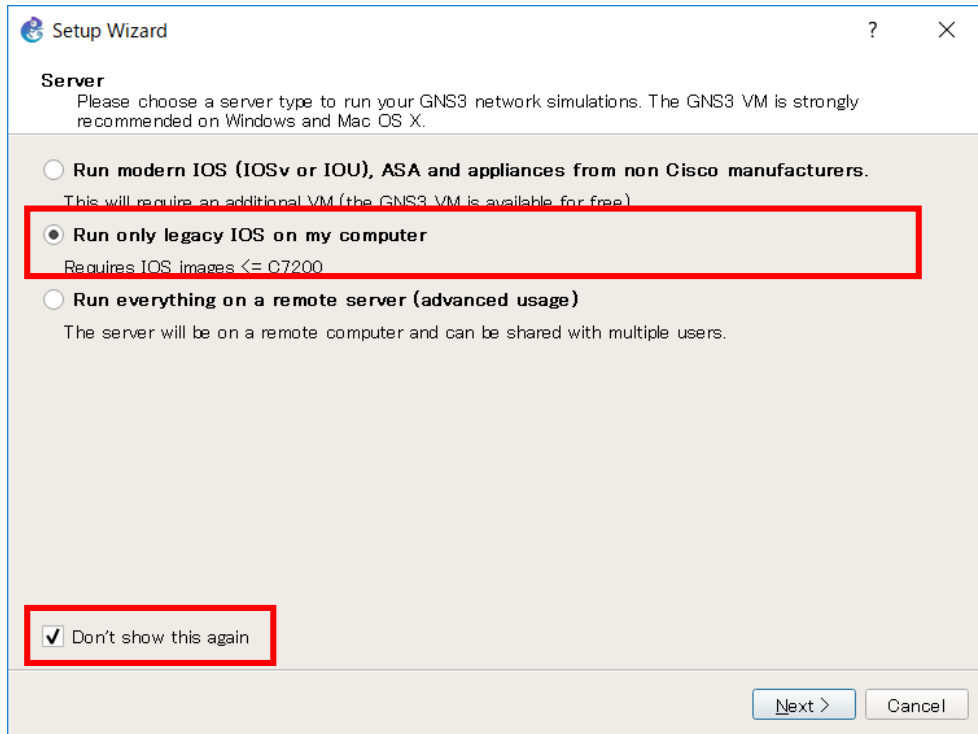 Setup Wizard
?
Server
Please choose a server type to run your GNS3 network simulations. The GNS3 VM is strongly
recommended on Windows and Mac OS X.
Run modern IOS (IOSv or IOU), ASA and appliances from non Cisco manufacturers.
This will require an additional VM (the GNS3 VM is available for free)
Run only legacy IOS on my computer
Requires IOS images <= C7200
Run everything on a remote server (advanced usage)
The server will be on a remote computer and can be shared with multiple users.
Don't show this again
Next >
Cancel